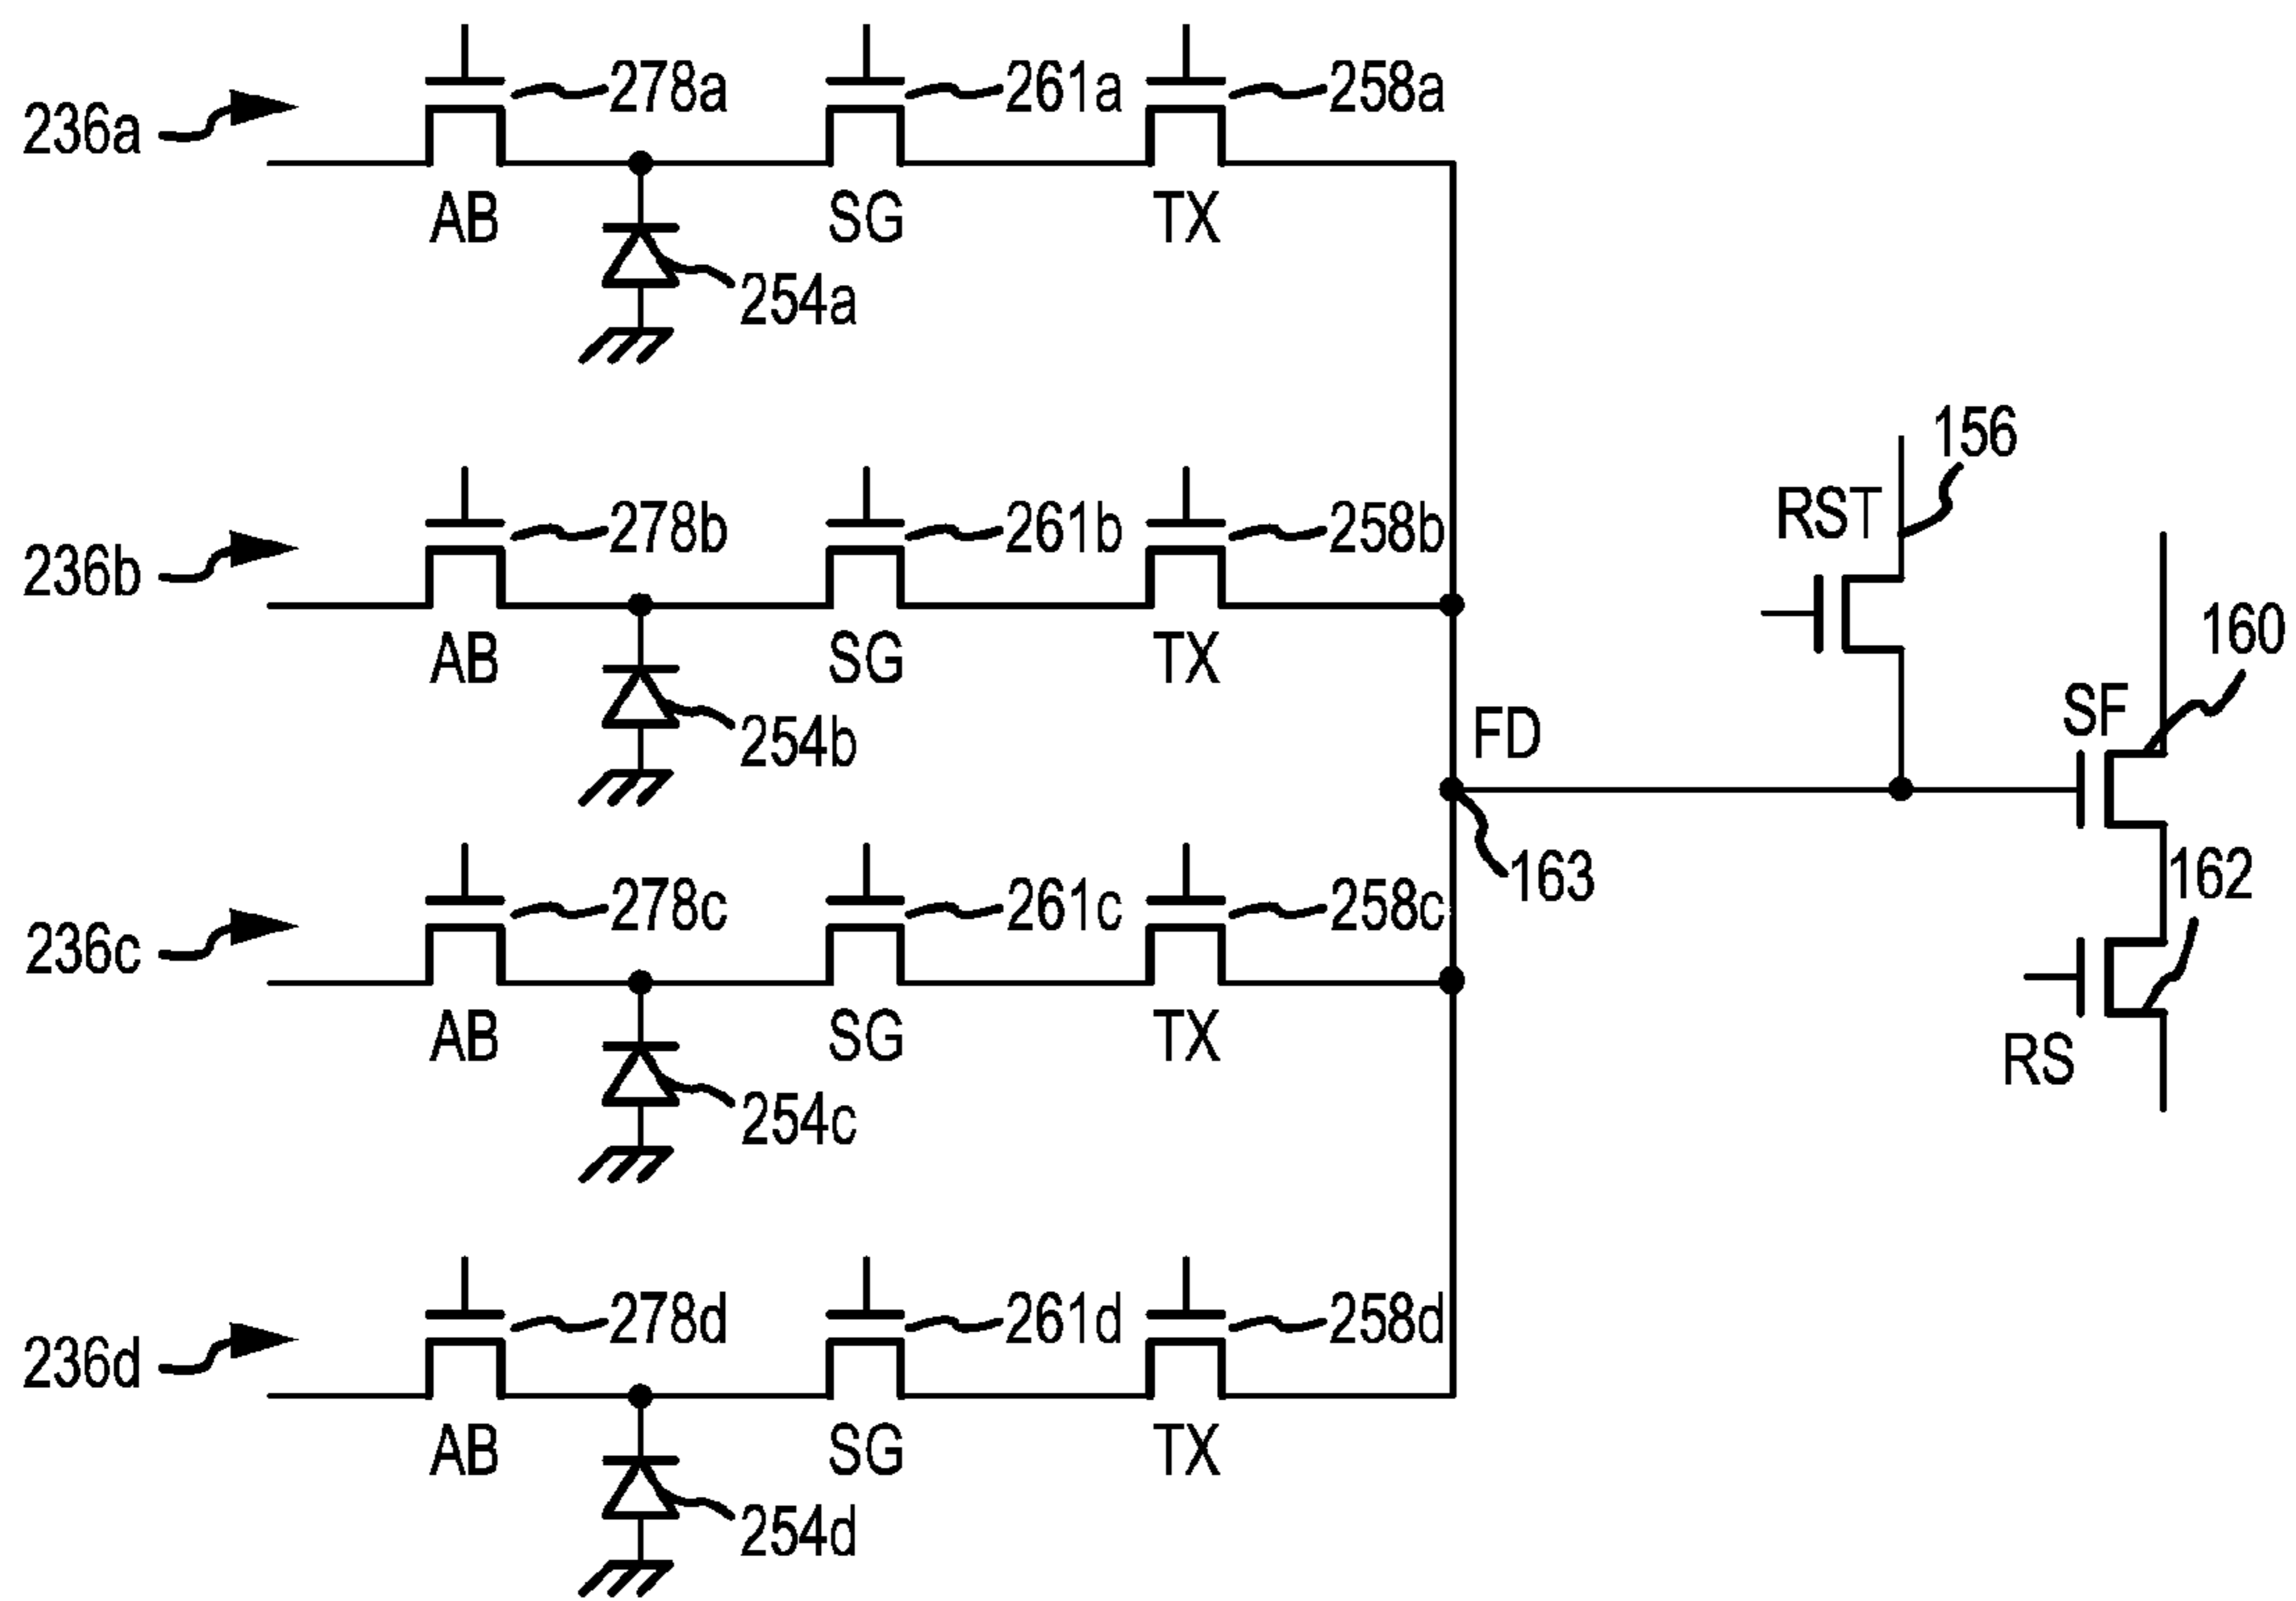 278a 261a 258a
236a
AB SG TX
254a
156
RST
278b 261b 258b
236b
160
AB SG TX
SF
254b FD
162
163
278c 261c 258c
236c
AB SG TX
RS
254c
278d 261d 258d
236d
AB SG TX
254d